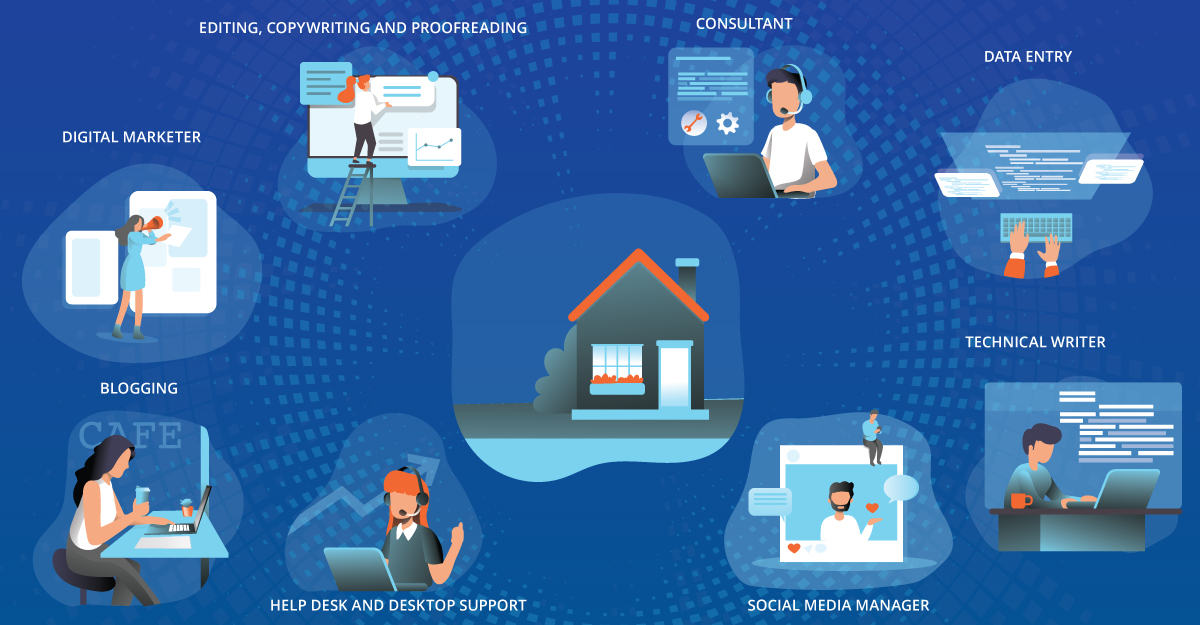 EDITING, COPYWRITING AND PROOFREADING
CONSULTANT
DATA ENTRY
DIGITAL MARKETER
TECHNICAL WRITER
BLOGGING
CAFE
HELP DESK AND DESKTOP SUPPORT
SOCIAL MEDIA MANAGER